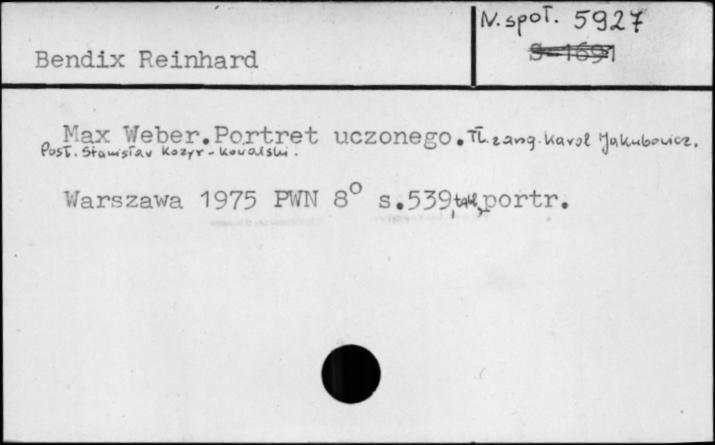 N. społ. 5927
S-1691
Bendix Reinhard
Max Weber.Portret uczonego. Tł. z ang. Karol Jakubowicz.
Posł. Stanisław Kozyr-Kowalski.
Warszawa 1975 PWN 8° s.539, tabl., portr.